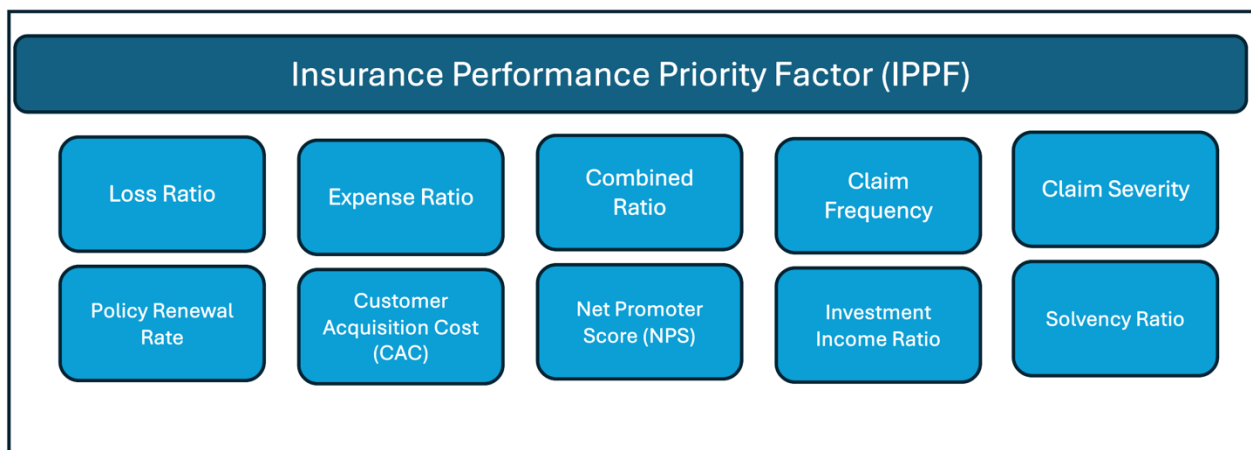 Insurance Performance Priority Factor (IPPF)
Loss Ratio
Expense Ratio
Combined
Ratio
Claim
Frequency
Claim Severity
Policy Renewal
Rate
Customer
Acquisition Cost
(CAC)
Net Promoter
Score (NPS)
Investment
Income Ratio
Solvency Ratio